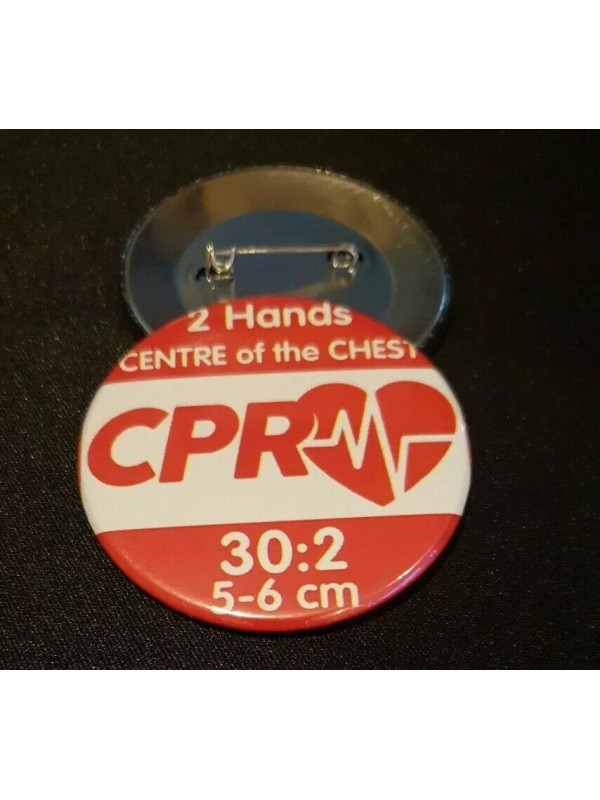 2 Hands
CENTRE of the CHEST
CPR
30:2
5-6 cm